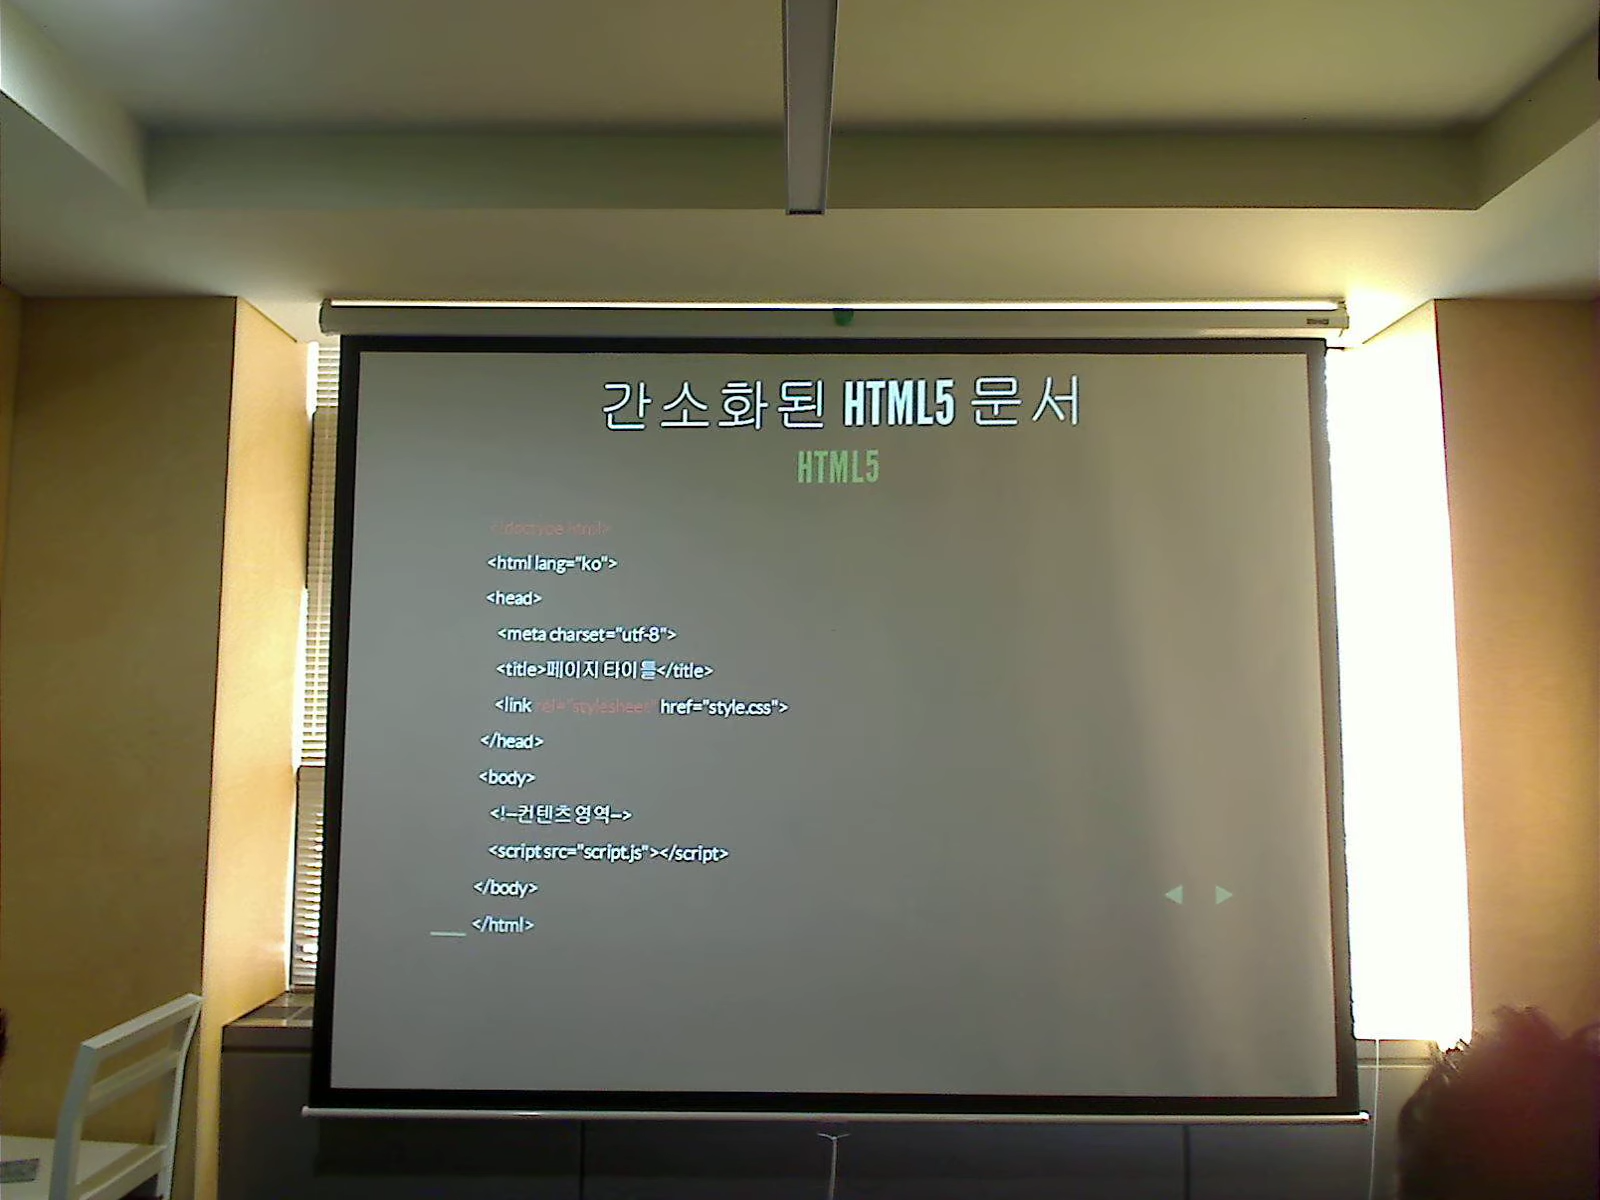 간소화된 HTML5 문서
HTML5
<!doctype html>
<html lang="ko">
<head>
<meta charset="utf-8">
<title>페이지 타이틀</title>
<link rel="stylesheet" href="style.css">
</head>
<body>
<!--컨텐츠 영역-->
<script src="script.js"></script>
</body>
</html>